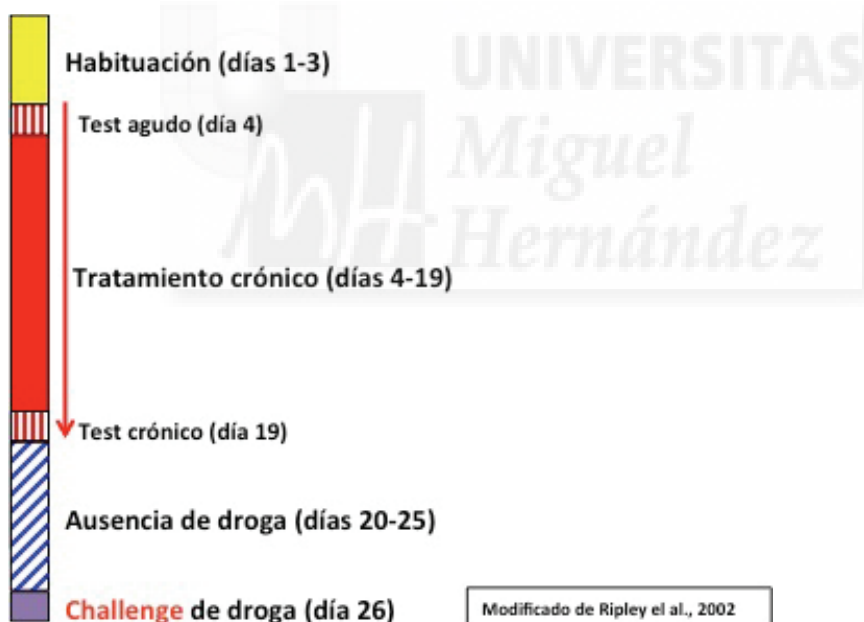 UNIVERSITAS
Miguel
Hernández
Habituación (días 1-3)
Test agudo (día 4)
Tratamiento crónico (días 4-19)
Test crónico (día 19)
Ausencia de droga (días 20-25)
Challenge de droga (día 26)
Modificado de Ripley el al., 2002